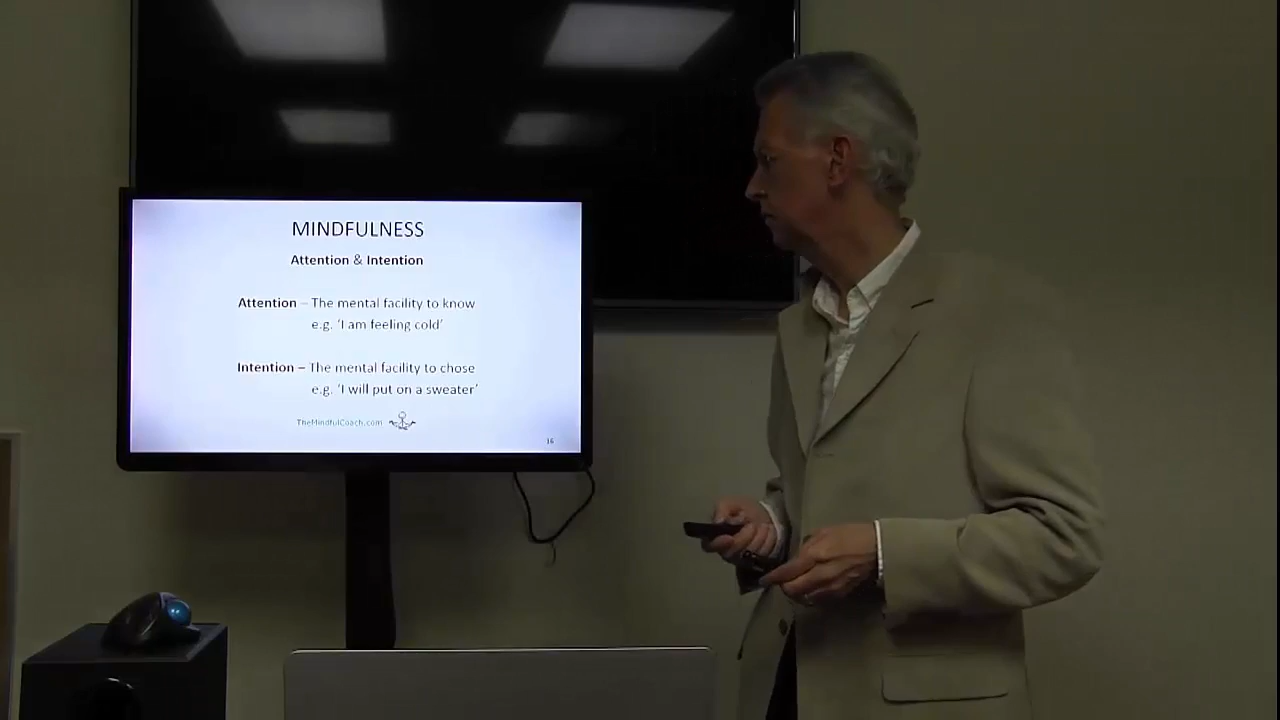 MINDFULNESS
Attention & Intention
Attention – The mental facility to know
e.g. ‘I am feeling cold’
Intention – The mental facility to chose
e.g. ‘I will put on a sweater’
TheMindfulCoach.com
16